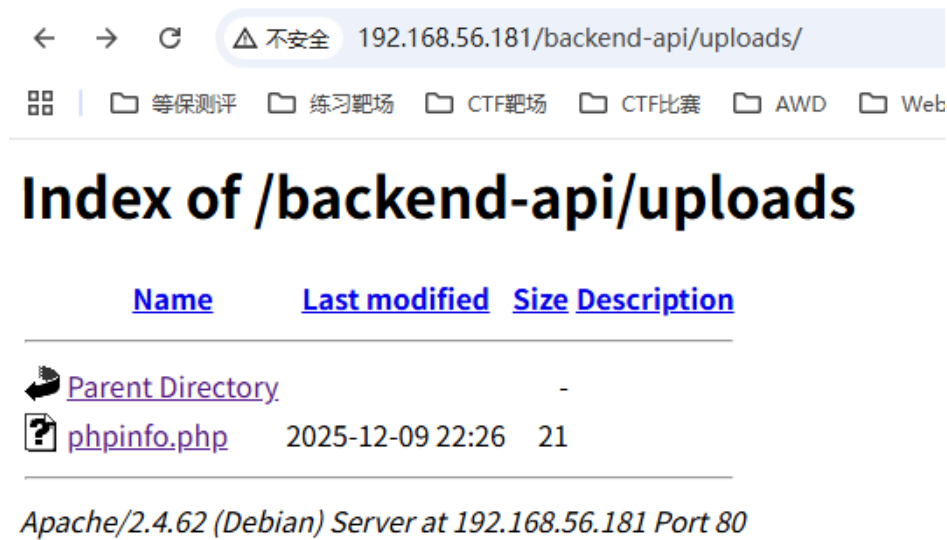 不安全 192.168.56.181/backend-api/uploads/
等保测评 练习靶场 CTF靶场 CTF比赛 AWD Web
Index of /backend-api/uploads
Name Last modified Size Description
Parent Directory -
phpinfo.php 2025-12-09 22:26 21
Apache/2.4.62 (Debian) Server at 192.168.56.181 Port 80